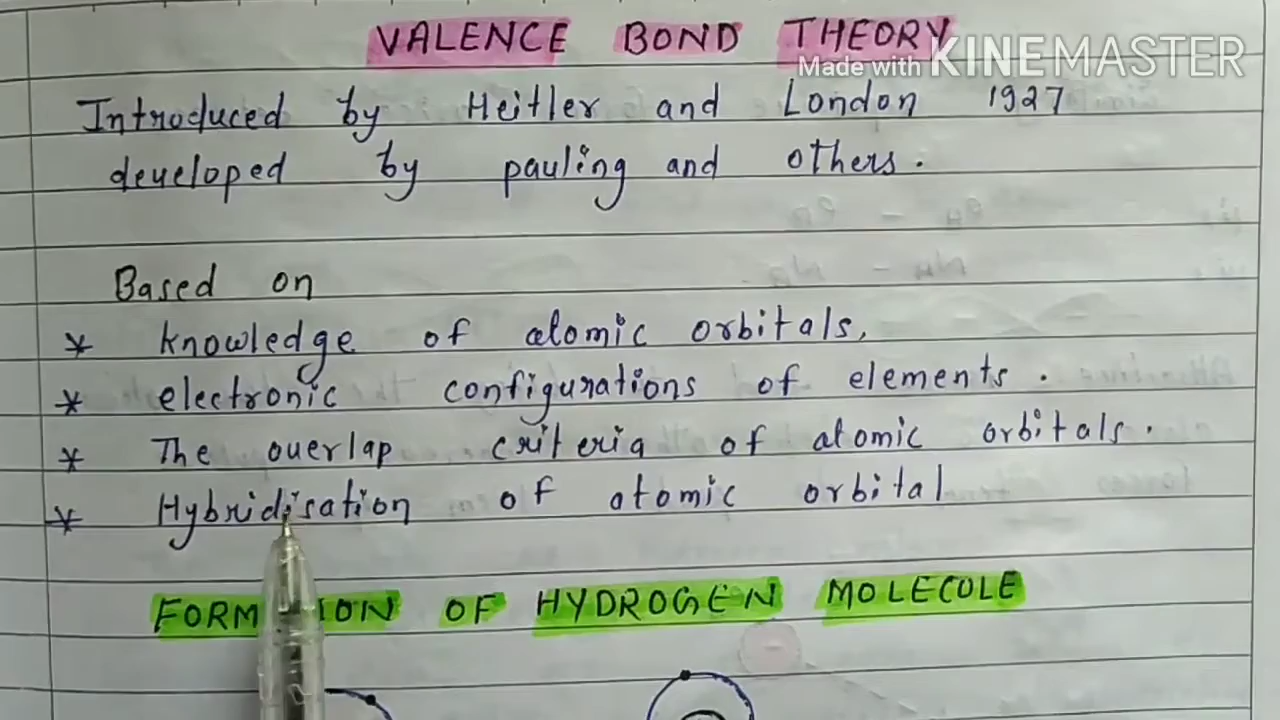 VALENCE BOND THEORY
Made with KINEMASTER
Introduced by Heitler and London 1927
developed by pauling and others.
Based on
* knowledge of atomic orbitals,
* electronic configurations of elements.
* The overlap criteria of atomic orbitals.
* Hybridisation of atomic orbital
OF HYDROGEN MOLECOLE